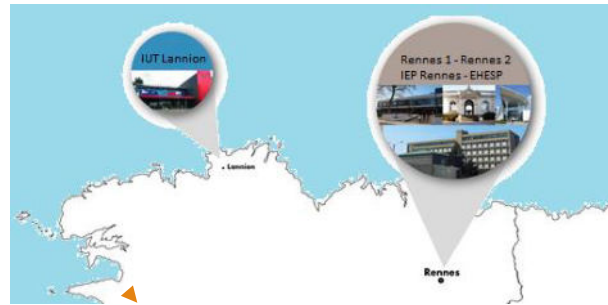 IUT Lannion
Rennes 1 - Rennes 2
IEP Rennes - EHESP
Lannion
Rennes